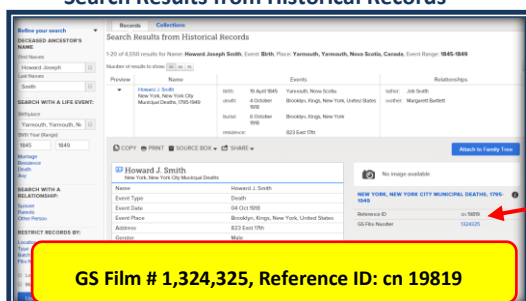 Search Results from Historical Records
Refine your search
DECEASED ANCESTOR'S
NAME
First Names
Howard Joseph
Last Names
Smith
SEARCH WITH A LIFE EVENT:
Birthplace
Yarmouth, Yarmouth, No
Birth Year (Range)
1845 1849
Marriage
Residence
Death
Any
SEARCH WITH A
RELATIONSHIP:
Spouse
Parents
Other Person
RESTRICT RECORDS BY:
Location
Type
Batch
Film
Records Collections
Search Results from Historical Records
1-20 of 4,550 results for Name: Howard Joseph Smith, Event: Birth, Place: Yarmouth, Yarmouth, Nova Scotia, Canada, Event Range: 1845-1849
Number of results to show:
Preview Name Events Relationships
Howard J. Smith
New York, New York City
Municipal Deaths, 1795-1949
birth: 19 April 1845 Yarmouth, Nova Scotia
death: 4 October 1918 Brooklyn, Kings, New York, United States
burial: 6 October 1918 Brooklyn, Kings, New York
residence: 823 East 17th
father: Job Smith
mother: Margaret Bartlett
COPY PRINT SOURCE BOX SHARE
Attach to Family Tree
Howard J. Smith
New York, New York City Municipal Deaths
Name Howard J. Smith
Event Type Death
Event Date 04 Oct 1918
Event Place Brooklyn, Kings, New York, United States
Address 823 East 17th
Gender Male
No image available
NEW YORK, NEW YORK CITY MUNICIPAL DEATHS, 1795-
1949
Reference ID cn 19819
GS Film Number 1324325
GS Film # 1,324,325, Reference ID: cn 19819